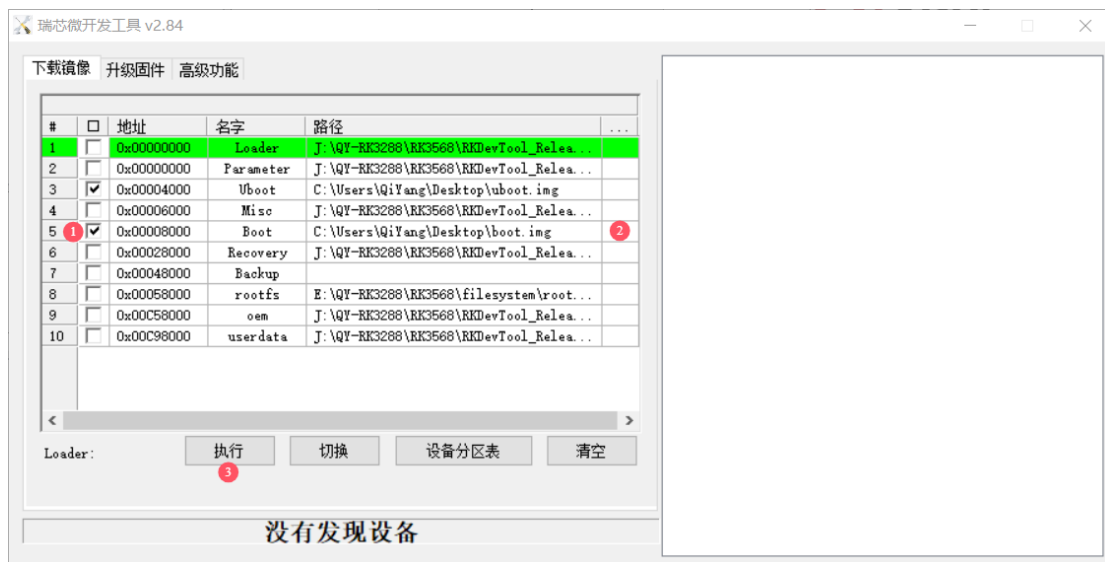 瑞芯微开发工具 v2.84
下载镜像 升级固件 高级功能
# 地址 名字 路径 ...
1 0x00000000 Loader J:\QY-RK3288\RK3568\RKDevTool_Relea...
2 0x00000000 Parameter J:\QY-RK3288\RK3568\RKDevTool_Relea...
3 0x00004000 Uboot C:\Users\QiYang\Desktop\uboot.img
4 0x00006000 Misc J:\QY-RK3288\RK3568\RKDevTool_Relea...
5 1 0x00008000 Boot C:\Users\QiYang\Desktop\boot.img 2
6 0x00028000 Recovery J:\QY-RK3288\RK3568\RKDevTool_Relea...
7 0x00048000 Backup
8 0x00058000 rootfs E:\QY-RK3288\RK3568\filesystem\root...
9 0x00C58000 oem J:\QY-RK3288\RK3568\RKDevTool_Relea...
10 0x00C98000 userdata J:\QY-RK3288\RK3568\RKDevTool_Relea...
Loader: 执行 切换 设备分区表 清空
3
没有发现设备